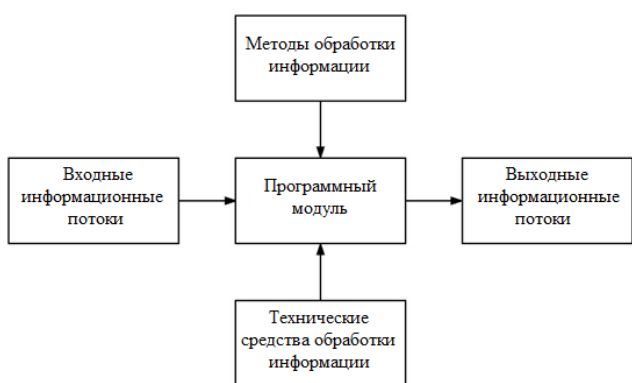 Методы обработки
информации
Входные
информационные
потоки
Программный
модуль
Выходные
информационные
потоки
Технические
средства обработки
информации